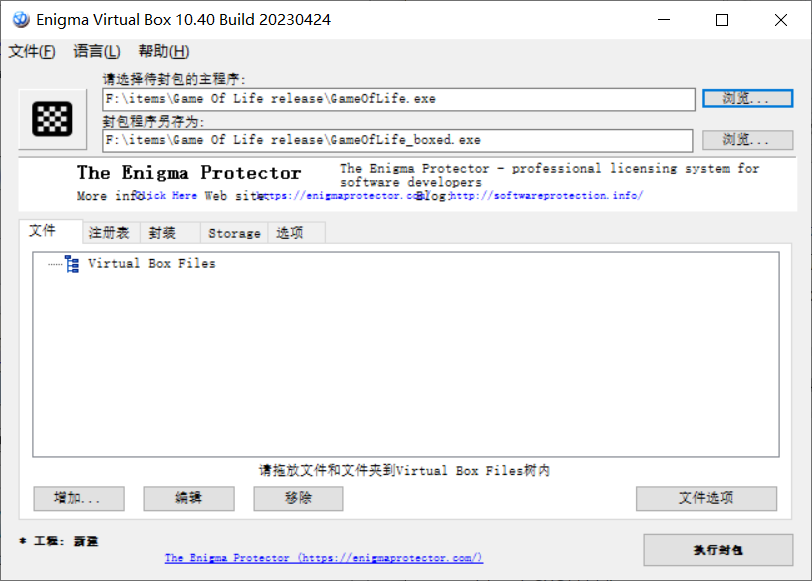 Enigma Virtual Box 10.40 Build 20230424
文件(F) 语言(L) 帮助(H)
请选择待封包的主程序:
F:\items\Game Of Life release\GameOfLife.exe 浏览...
封包程序另存为:
F:\items\Game Of Life release\GameOfLife_boxed.exe 浏览...
The Enigma Protector The Enigma Protector - professional licensing system for
software developers
More info: Click Here Web site: https://enigmaprotector.com/ Blog: http://softwareprotection.info/
文件 注册表 封装 Storage 选项
Virtual Box Files
请拖放文件和文件夹到Virtual Box Files树内
增加... 编辑 移除 文件选项
* 工程: 新建
The Enigma Protector (https://enigmaprotector.com/)
执行封包